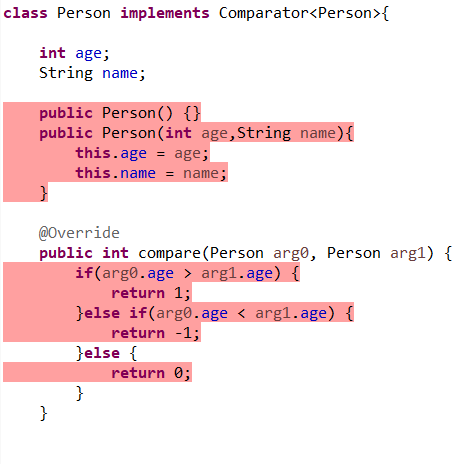 class Person implements Comparator<Person>{
int age;
String name;
public Person() {}
public Person(int age,String name){
this.age = age;
this.name = name;
}
@Override
public int compare(Person arg0, Person arg1) {
if(arg0.age > arg1.age) {
return 1;
}else if(arg0.age < arg1.age) {
return -1;
}else {
return 0;
}
}